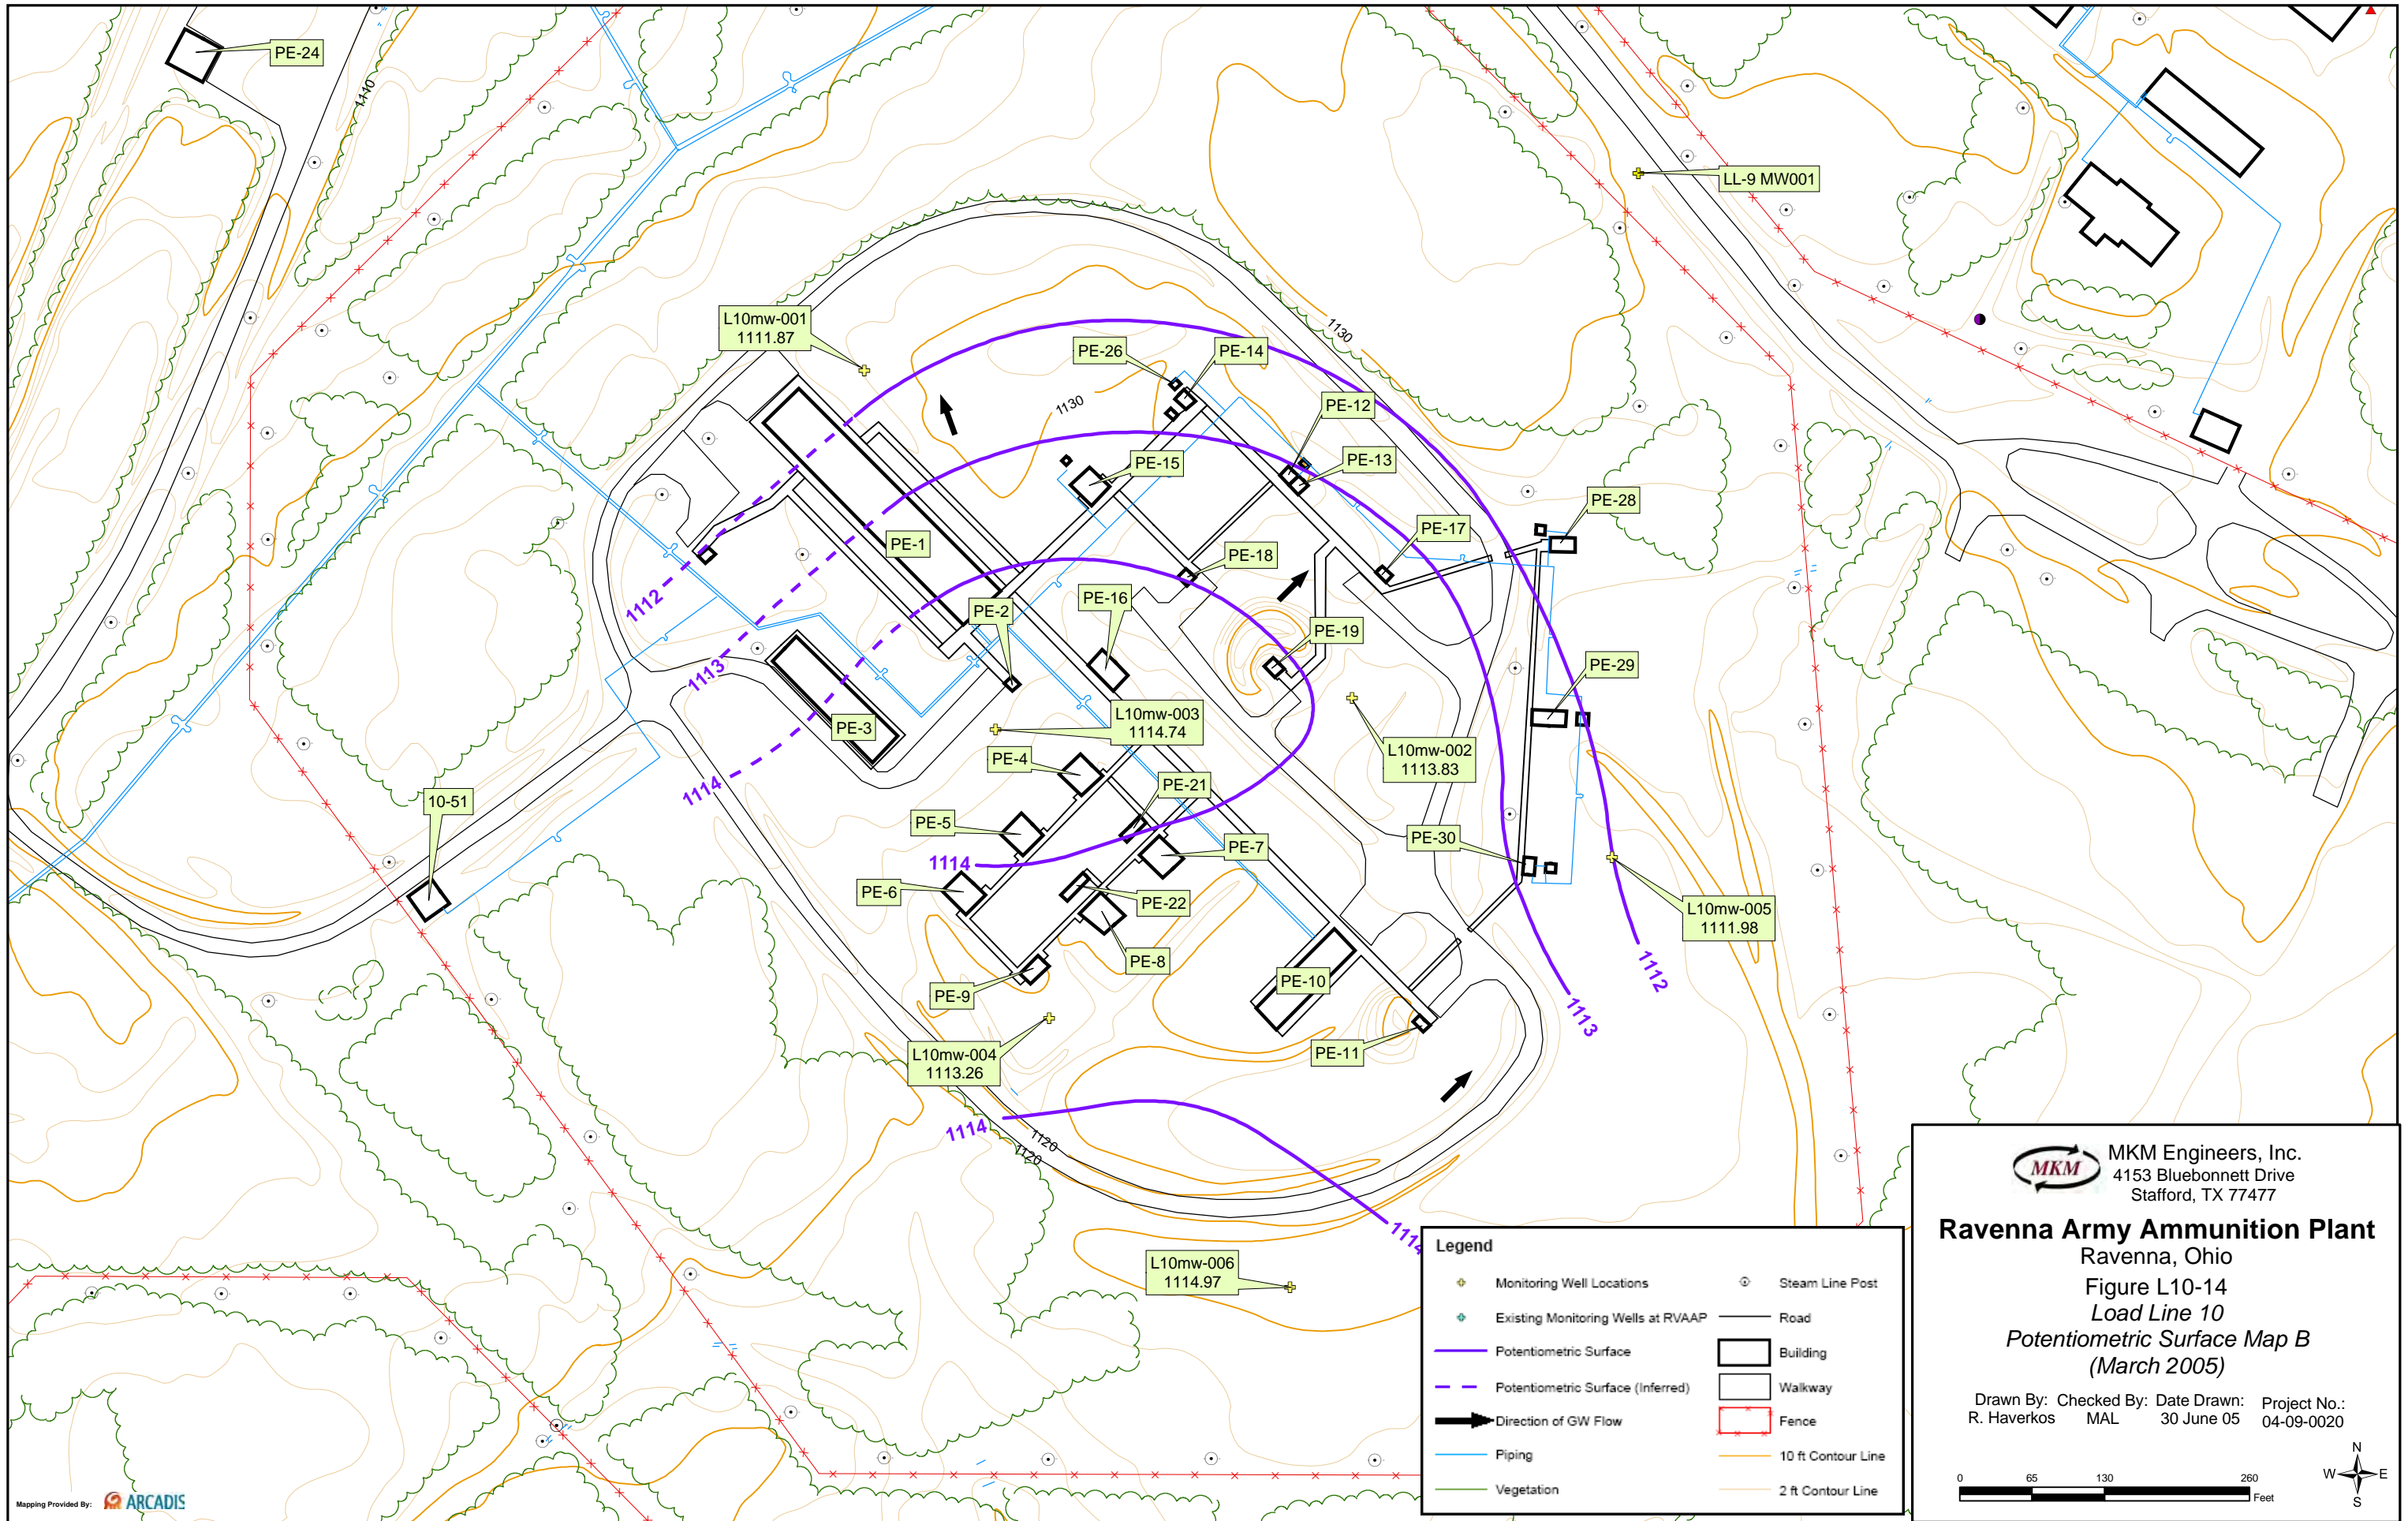 PE-24
1110
LL-9 MW001
L10mw-001
1111.87
1130
PE-26
PE-14
1130
PE-12
PE-15
PE-13
PE-28
PE-17
PE-1
PE-18
1112
PE-2
PE-16
PE-19
1113
PE-29
PE-3
L10mw-003
1114.74
L10mw-002
1113.83
PE-4
1114
PE-21
10-51
PE-5
PE-30
PE-7
1114
PE-6
PE-22
L10mw-005
1111.98
PE-8
PE-10
1112
PE-9
1113
L10mw-004
1113.26
PE-11
1114
1120
1120
1114
L10mw-006
1114.97
Legend
Monitoring Well Locations
Steam Line Post
Existing Monitoring Wells at RVAAP
Road
Potentiometric Surface
Building
Potentiometric Surface (Inferred)
Walkway
Direction of GW Flow
Fence
Piping
10 ft Contour Line
Vegetation
2 ft Contour Line
MKM
MKM Engineers, Inc.
4153 Bluebonnett Drive
Stafford, TX 77477
Ravenna Army Ammunition Plant
Ravenna, Ohio
Figure L10-14
Load Line 10
Potentiometric Surface Map B
(March 2005)
Drawn By: Checked By: Date Drawn: Project No.:
R. Haverkos MAL 30 June 05 04-09-0020
0 65 130 260
Feet
N
W E
S
Mapping Provided By: ARCADIS